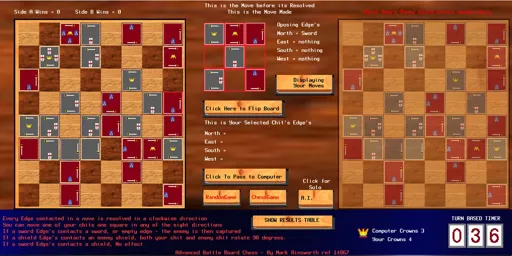 This is the Move before its Resolved
Side A Wins = 0
Side B Wins = 0
This is the Move Made
Opposing Edge's
North = Sword
East = nothing
South = nothing
West = nothing
Displaying
Your Moves
Click Here to Flip Board
This is Your Selected Chit's Edge's
North =
East =
South =
West =
Click To Pass to Computer
Click for
Solo
RandomGame
ChessGame
A.I.
SHOW RESULTS-TABLE
Every Edge contacted in a move is resolved in a clockwise direction
You can move one of your chits one square in any of the eight directions
If a sword Edge's contacts a sword, or empty edge - the enemy is then captured
If a shield Edge's contacts an enemy shield, both your chit and enemy chit rotate 90 degrees.
If a sword Edge's contacts a shield, No effect
Computer Crowns 3
Your Crowns 4
TURN BASED TIMER
0 3 6
Advanced Battle Board Chess - By Mark Ainsworth ref 14867